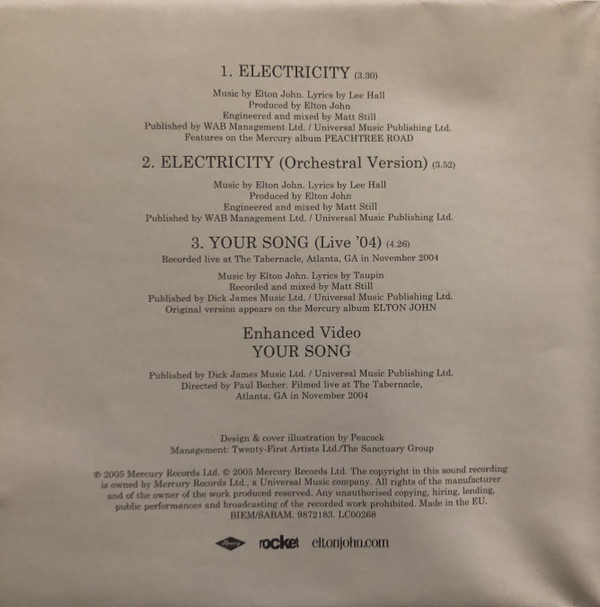 1. ELECTRICITY (3.30)
Music by Elton John. Lyrics by Lee Hall
Produced by Elton John
Engineered and mixed by Matt Still
Published by WAB Management Ltd. / Universal Music Publishing Ltd.
Features on the Mercury album PEACHTREE ROAD
2. ELECTRICITY (Orchestral Version) (3.52)
Music by Elton John. Lyrics by Lee Hall
Produced by Elton John
Engineered and mixed by Matt Still
Published by WAB Management Ltd. / Universal Music Publishing Ltd.
3. YOUR SONG (Live '04) (4.26)
Recorded live at The Tabernacle, Atlanta, GA in November 2004
Music by Elton John. Lyrics by Taupin
Recorded and mixed by Matt Still
Published by Dick James Music Ltd. / Universal Music Publishing Ltd.
Original version appears on the Mercury album ELTON JOHN
Enhanced Video
YOUR SONG
Published by Dick James Music Ltd. / Universal Music Publishing Ltd.
Directed by Paul Becher. Filmed live at The Tabernacle,
Atlanta, GA in November 2004
Design & cover illustration by Peacock
Management: Twenty-First Artists Ltd./The Sanctuary Group
℗ 2005 Mercury Records Ltd. © 2005 Mercury Records Ltd. The copyright in this sound recording
is owned by Mercury Records Ltd., a Universal Music company. All rights of the manufacturer
and of the owner of the work produced reserved. Any unauthorised copying, hiring, lending,
public performances and broadcasting of the recorded work prohibited. Made in the EU.
BIEM/SABAM. 9872183. LC00268
Mercury rocket eltonjohn.com